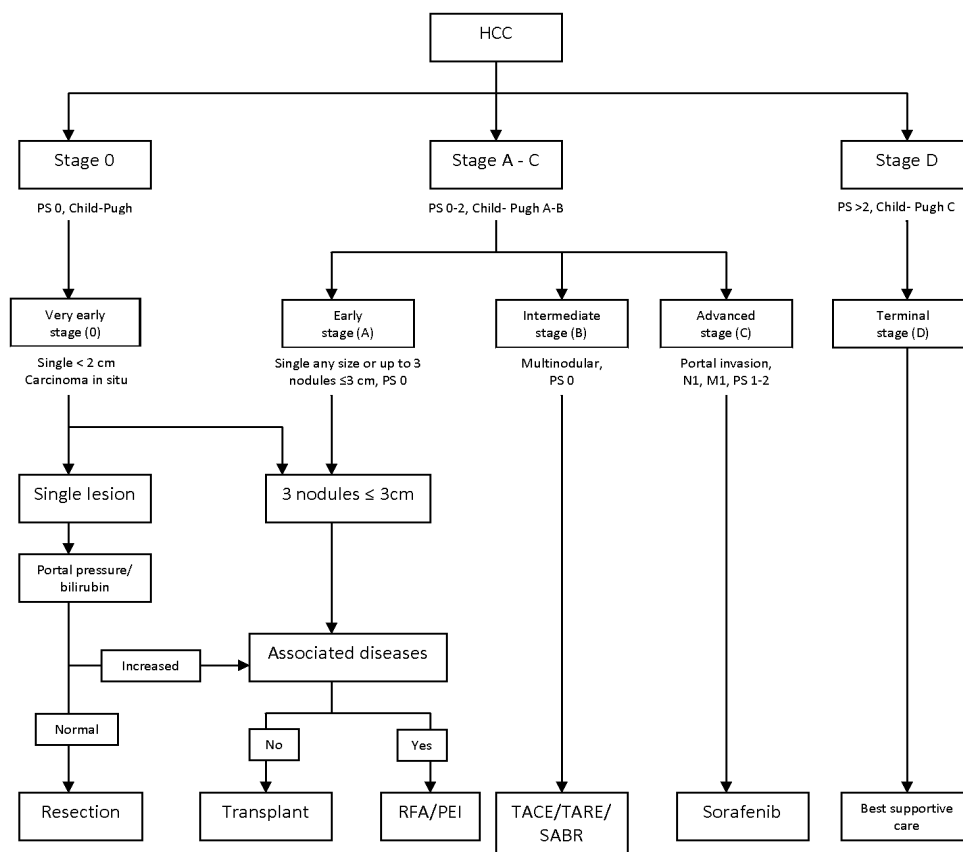 HCC
Stage 0
Stage A - C
Stage D
PS 0, Child-Pugh
PS 0-2, Child- Pugh A-B
PS >2, Child- Pugh C
Very early
stage (0)
Early
stage (A)
Intermediate
stage (B)
Advanced
stage (C)
Terminal
stage (D)
Single < 2 cm
Carcinoma in situ
Single any size or up to 3
nodules ≤3 cm, PS 0
Multinodular,
PS 0
Portal invasion,
N1, M1, PS 1-2
Single lesion
3 nodules ≤ 3cm
Portal pressure/
bilirubin
Associated diseases
Increased
Normal
No
Yes
Resection
Transplant
RFA/PEI
TACE/TARE/
SABR
Sorafenib
Best supportive
care